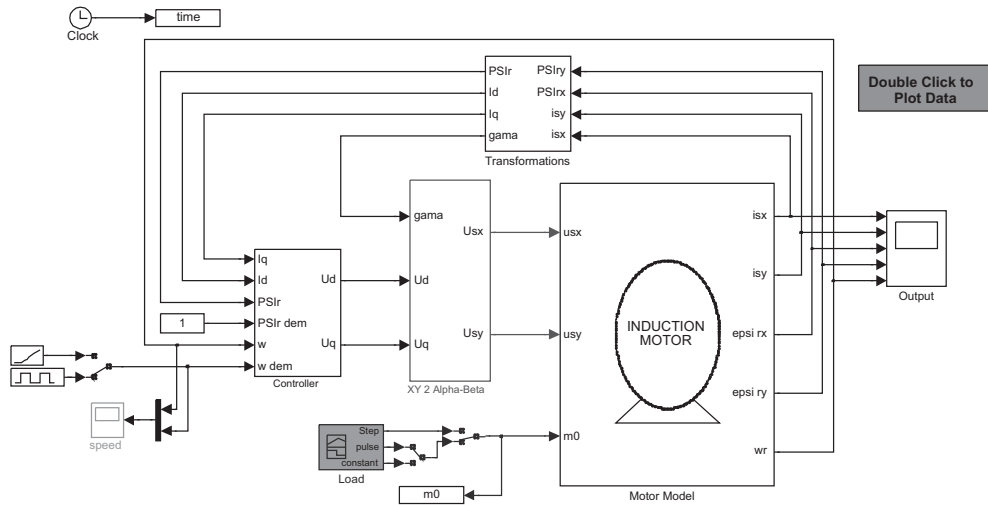 time
Clock
PSIr
Id
Iq
gama
PSIry
PSIrx
isy
isx
Transformations
Double Click to
Plot Data
gama
Ud
Uq
Usx
Usy
XY 2 Alpha-Beta
usx
usy
m0
INDUCTION
MOTOR
isx
isy
epsi rx
epsi ry
wr
Motor Model
Output
Iq
Id
PSIr
PSIr dem
w
w dem
Ud
Uq
Controller
1
speed
Step
pulse
constant
Load
m0